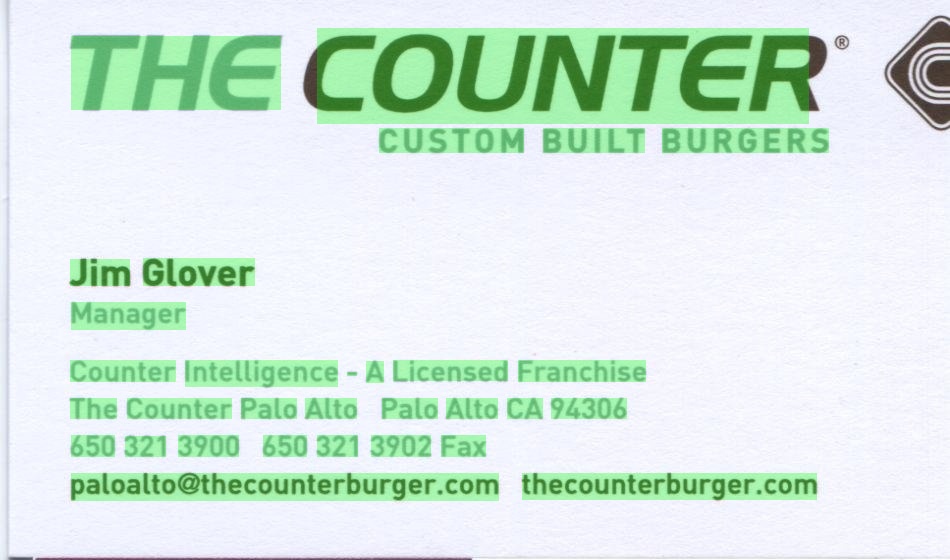 THE COUNTER®
CUSTOM BUILT BURGERS
Jim Glover
Manager
Counter Intelligence - A Licensed Franchise
The Counter Palo Alto Palo Alto CA 94306
650 321 3900 650 321 3902 Fax
paloalto@thecounterburger.com thecounterburger.com